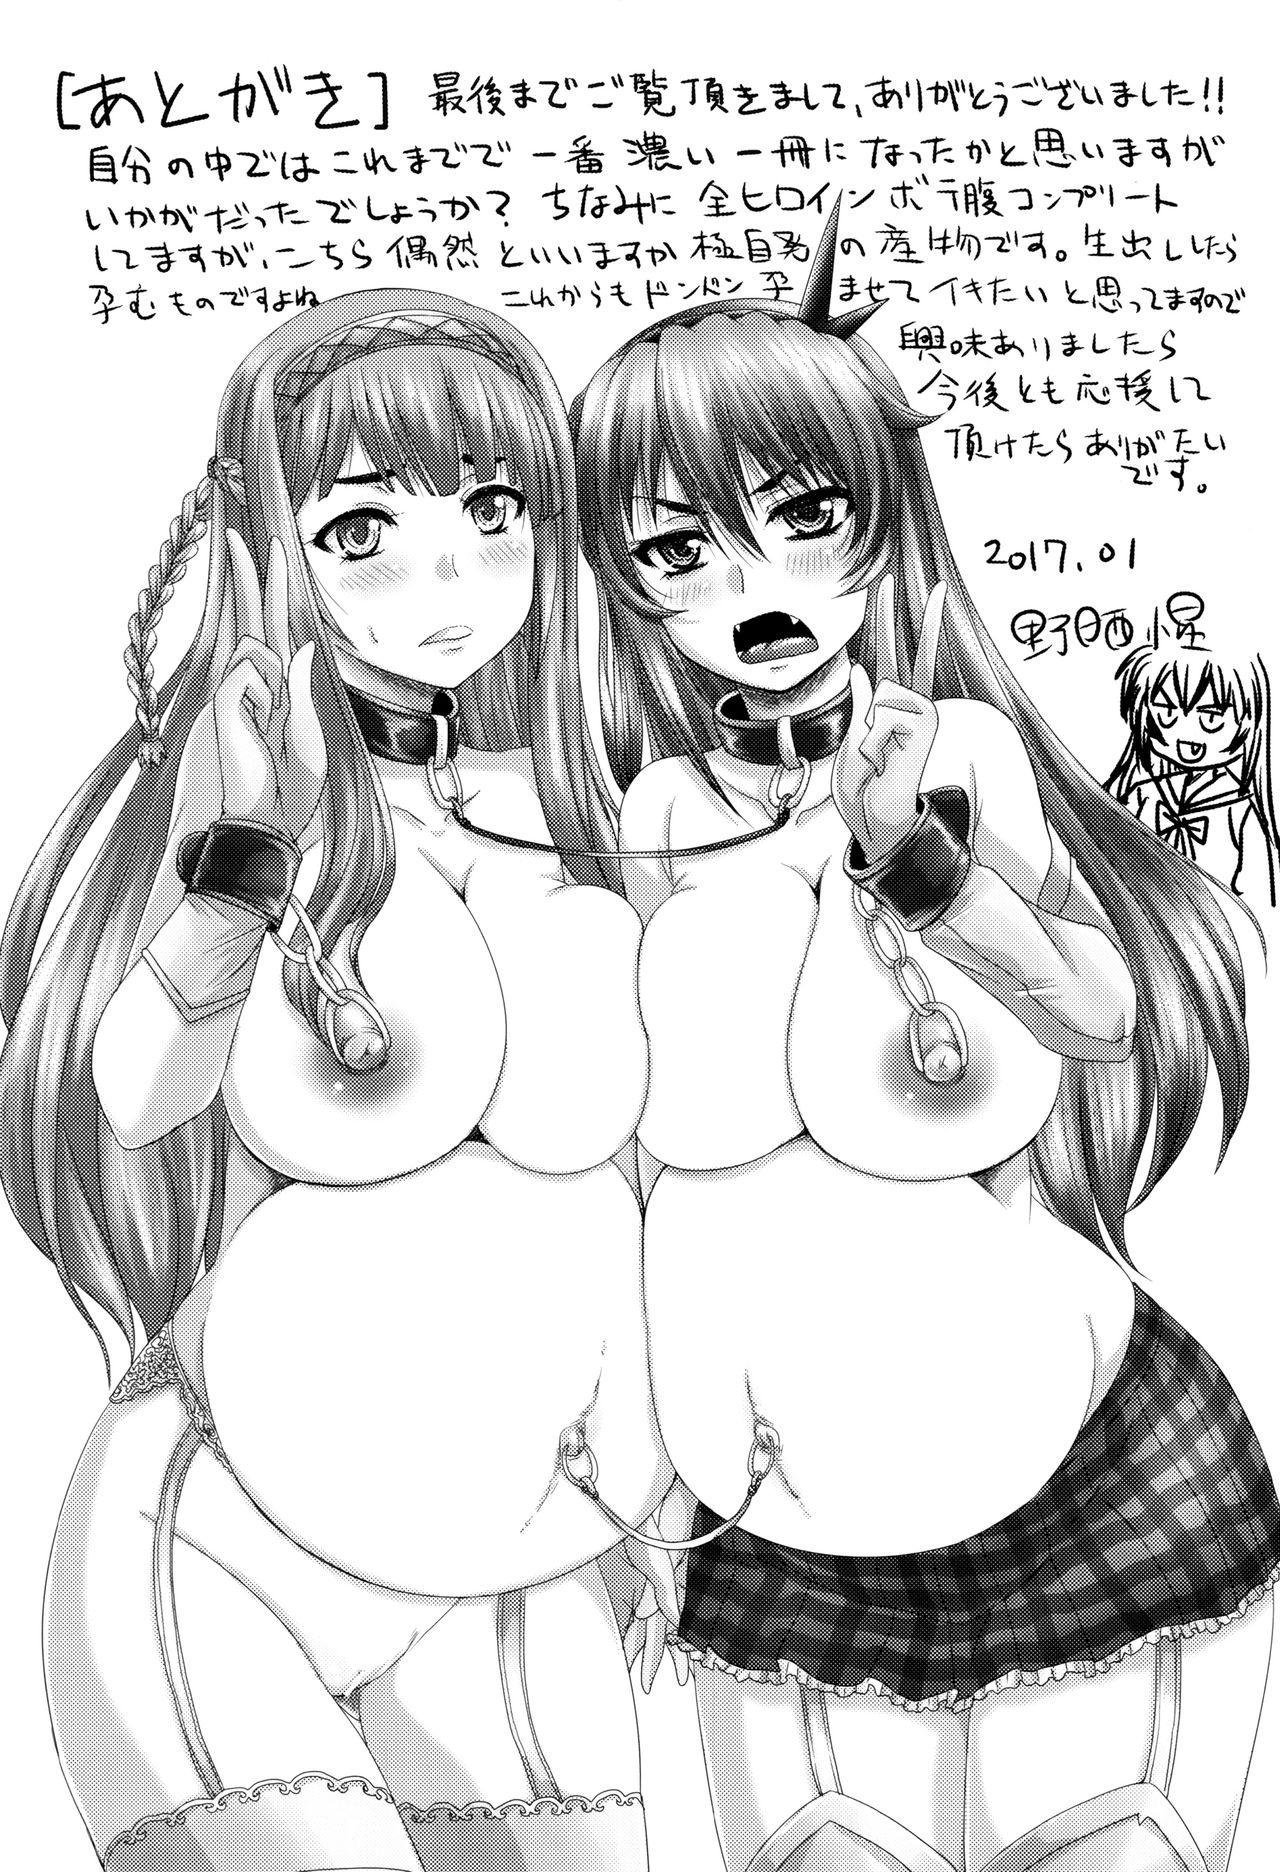 [あとがき] 最後までご覧頂きまして、ありがとうございました!!
自分の中ではこれまでで一番濃い一冊になったかと思いますが
いかがだったでしょうか? ちなみに全ヒロインボテ腹コンプリート
してますが、こちら偶然といいますか極自発の産物です。生出ししたら
孕むものですよね これからもドンドン孕ませてイキたいと思ってますので
興味ありましたら
今後とも応援して
頂けたらありがたい
です。
2017.01
野晒惺